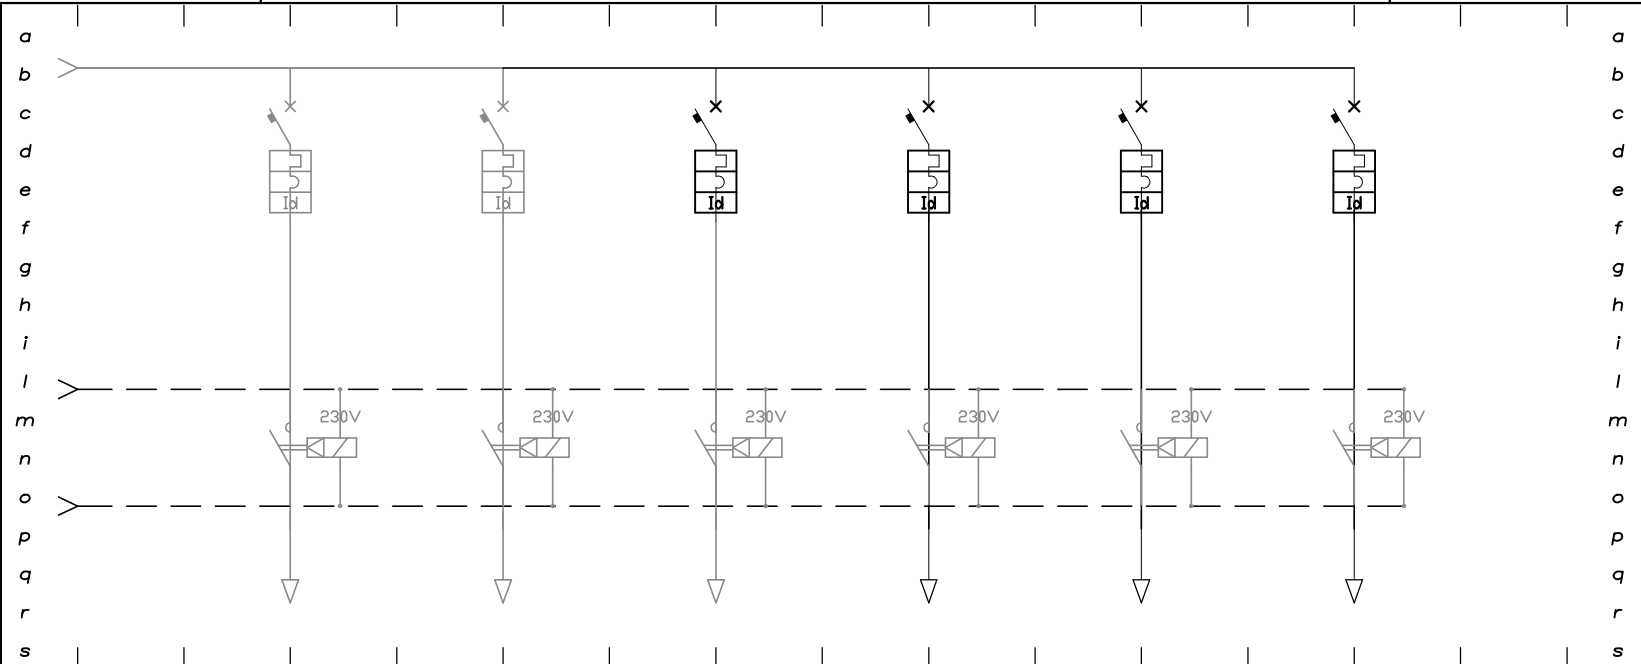 a a
b b
c c
d d
e e
Id Id Id Id Id Id
f f
g g
h h
i i
l l
m 230V 230V 230V 230V 230V 230V m
n n
o o
p p
q q
r r
s s